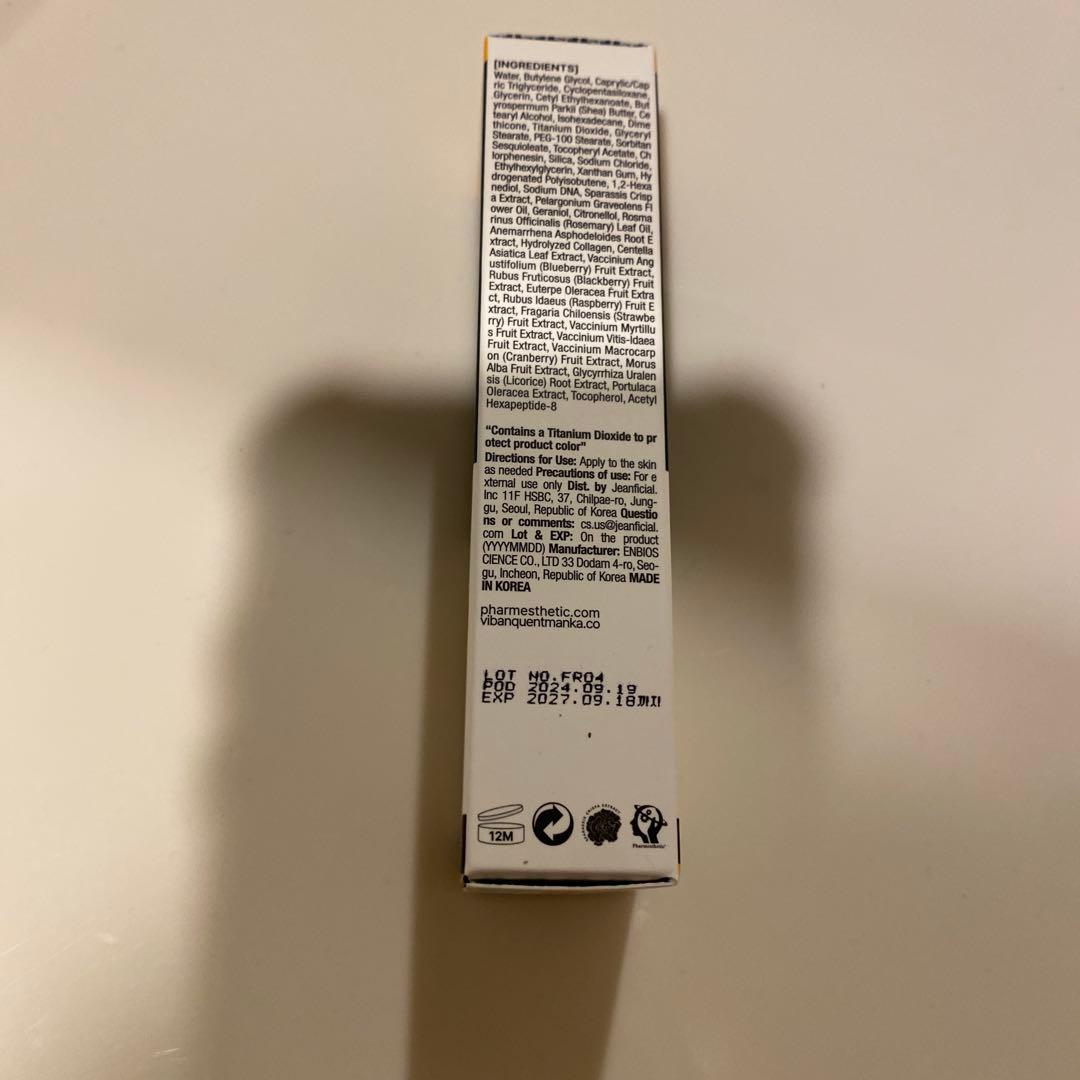 [INGREDIENTS]
Water, Butylene Glycol, Caprylic/Cap
ric Triglyceride, Cyclopentasiloxane,
Glycerin, Cetyl Ethylhexanoate, But
yrospermum Parkii (Shea) Butter, Ce
tearyl Alcohol, Isohexadecane, Dime
thicone, Titanium Dioxide, Glyceryl
Stearate, PEG-100 Stearate, Sorbitan
Sesquioleate, Tocopheryl Acetate, Ch
lorphenesin, Silica, Sodium Chloride,
Ethylhexylglycerin, Xanthan Gum, Hy
drogenated Polyisobutene, 1,2-Hexa
nediol, Sodium DNA, Sparassis Crisp
a Extract, Pelargonium Graveolens Fl
ower Oil, Geraniol, Citronellol, Rosma
rinus Officinalis (Rosemary) Leaf Oil,
Anemarrhena Asphodeloides Root E
xtract, Hydrolyzed Collagen, Centella
Asiatica Leaf Extract, Vaccinium Ang
ustifolium (Blueberry) Fruit Extract,
Rubus Fruticosus (Blackberry) Fruit
Extract, Euterpe Oleracea Fruit Extra
ct, Rubus Idaeus (Raspberry) Fruit E
xtract, Fragaria Chiloensis (Strawbe
rry) Fruit Extract, Vaccinium Myrtillu
s Fruit Extract, Vaccinium Vitis-Idaea
Fruit Extract, Vaccinium Macrocarp
on (Cranberry) Fruit Extract, Morus
Alba Fruit Extract, Glycyrrhiza Uralen
sis (Licorice) Root Extract, Portulaca
Oleracea Extract, Tocopherol, Acetyl
Hexapeptide-8
“Contains a Titanium Dioxide to pr
otect product color”
Directions for Use: Apply to the skin
as needed Precautions of use: For e
xternal use only Dist. by Jeanficial.
Inc 11F HSBC, 37, Chilpae-ro, Jung-
gu, Seoul, Republic of Korea Questio
ns or comments: cs.us@jeanficial.
com Lot & EXP: On the product
(YYYYMMDD) Manufacturer: ENBIOS
CIENCE CO., LTD 33 Dodam 4-ro, Seo-
gu, Incheon, Republic of Korea MADE
IN KOREA
pharmesthetic.com
vibanquentmanka.co
LOT NO.FR04
POD 2024.09.19
EXP 2027.09.18까지
12M
SPARASSIS CRISPA EXTRACT
Pharmesthetic